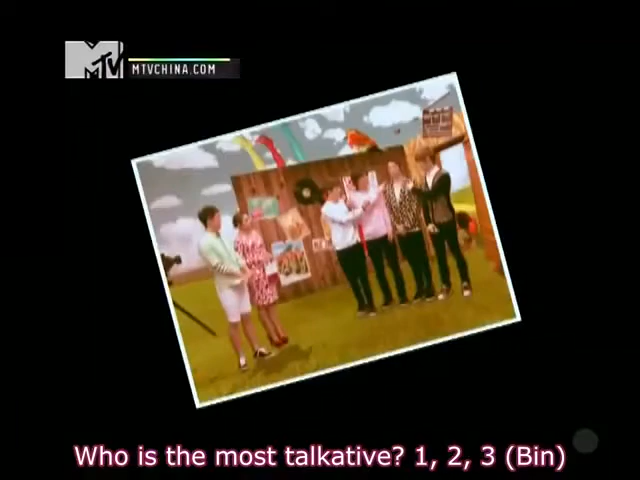 MTV
MTVCHINA.COM
Who is the most talkative? 1, 2, 3 (Bin)